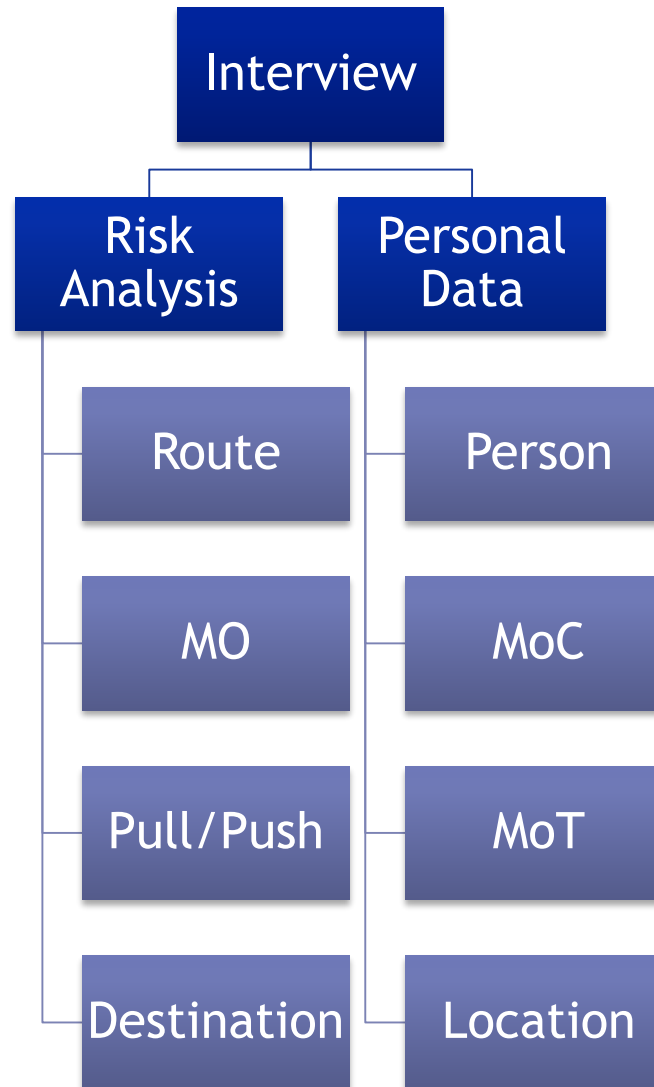 Interview
Risk
Analysis
Personal
Data
Route
Person
MO
MoC
Pull/Push
MoT
Destination
Location